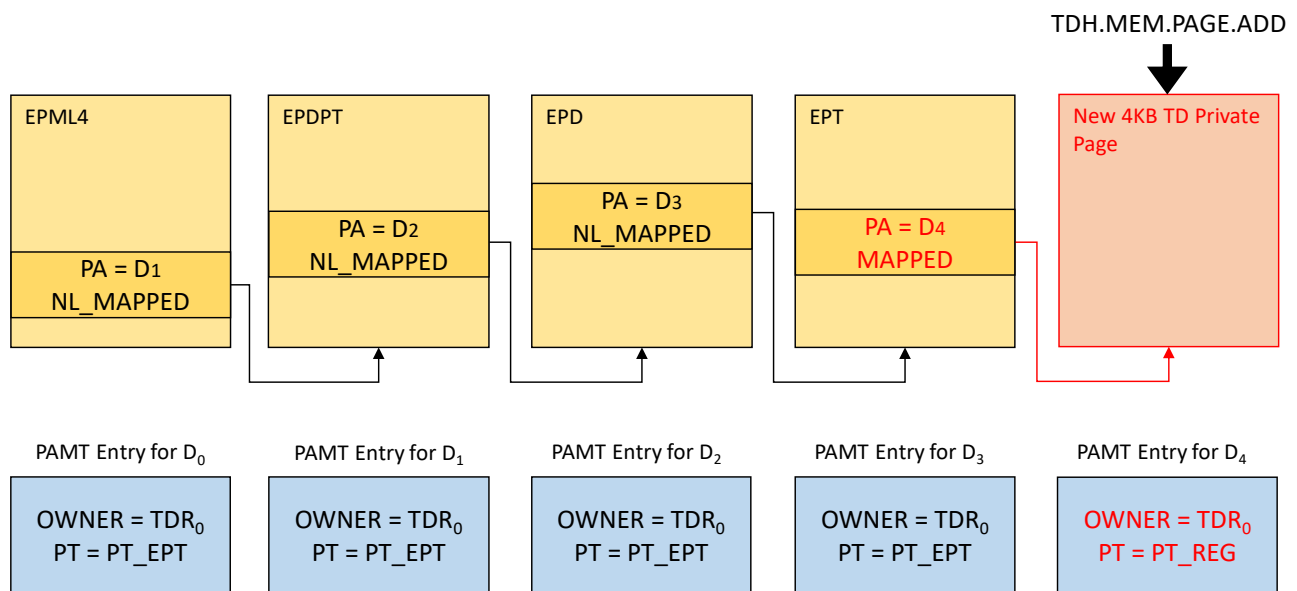 TDH.MEM.PAGE.ADD
EPML4
PA = D1
NL_MAPPED
EPDPT
PA = D2
NL_MAPPED
EPD
PA = D3
NL_MAPPED
EPT
PA = D4
MAPPED
New 4KB TD Private
Page
PAMT Entry for D₀
OWNER = TDR₀
PT = PT_EPT
PAMT Entry for D₁
OWNER = TDR₀
PT = PT_EPT
PAMT Entry for D₂
OWNER = TDR₀
PT = PT_EPT
PAMT Entry for D₃
OWNER = TDR₀
PT = PT_EPT
PAMT Entry for D₄
OWNER = TDR₀
PT = PT_REG